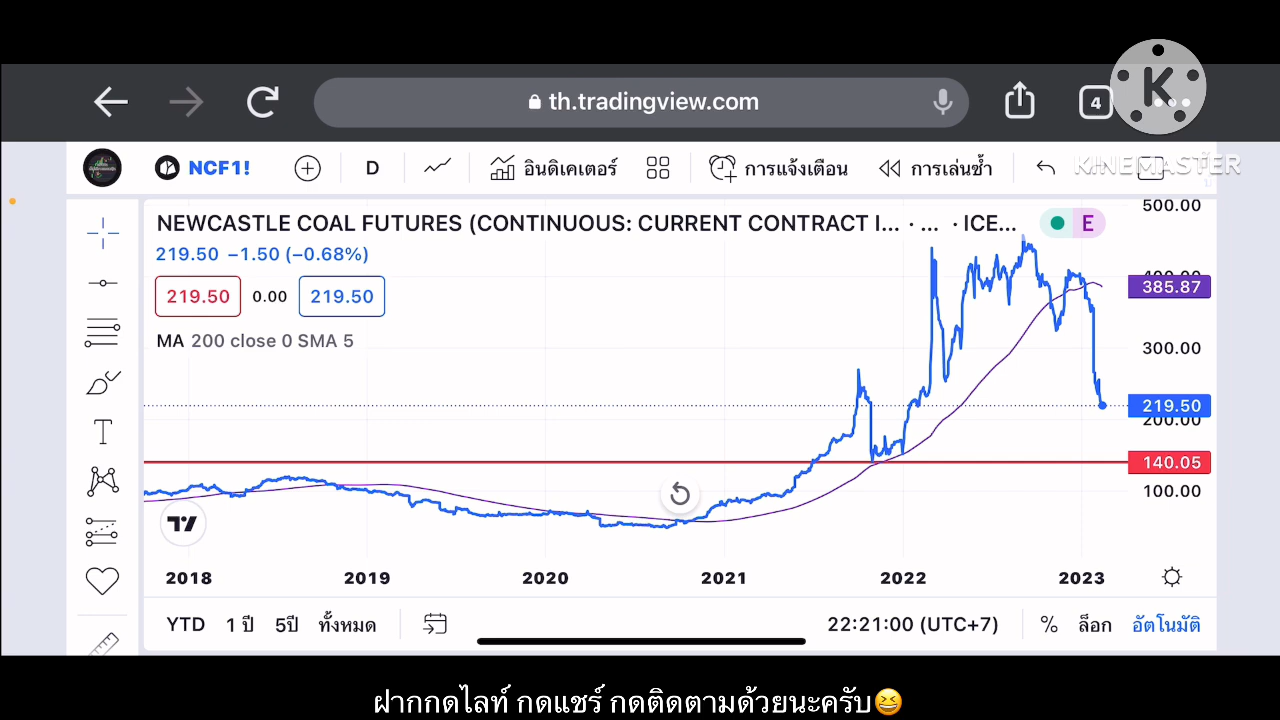 th.tradingview.com
4
K
KINEMASTER
NCF1!
D
อินดิเคเตอร์
การแจ้งเตือน
การเล่นซ้ำ
NEWCASTLE COAL FUTURES (CONTINUOUS: CURRENT CONTRACT I... · ... · ICE...
E
219.50 −1.50 (−0.68%)
219.50 0.00 219.50
MA 200 close 0 SMA 5
500.00
400.00
385.87
300.00
219.50
200.00
140.05
100.00
2018 2019 2020 2021 2022 2023
YTD 1 ปี 5ปี ทั้งหมด
22:21:00 (UTC+7) % ล็อก อัตโนมัติ
ฝากกดไลท์ กดแชร์ กดติดตามด้วยนะครับ😆